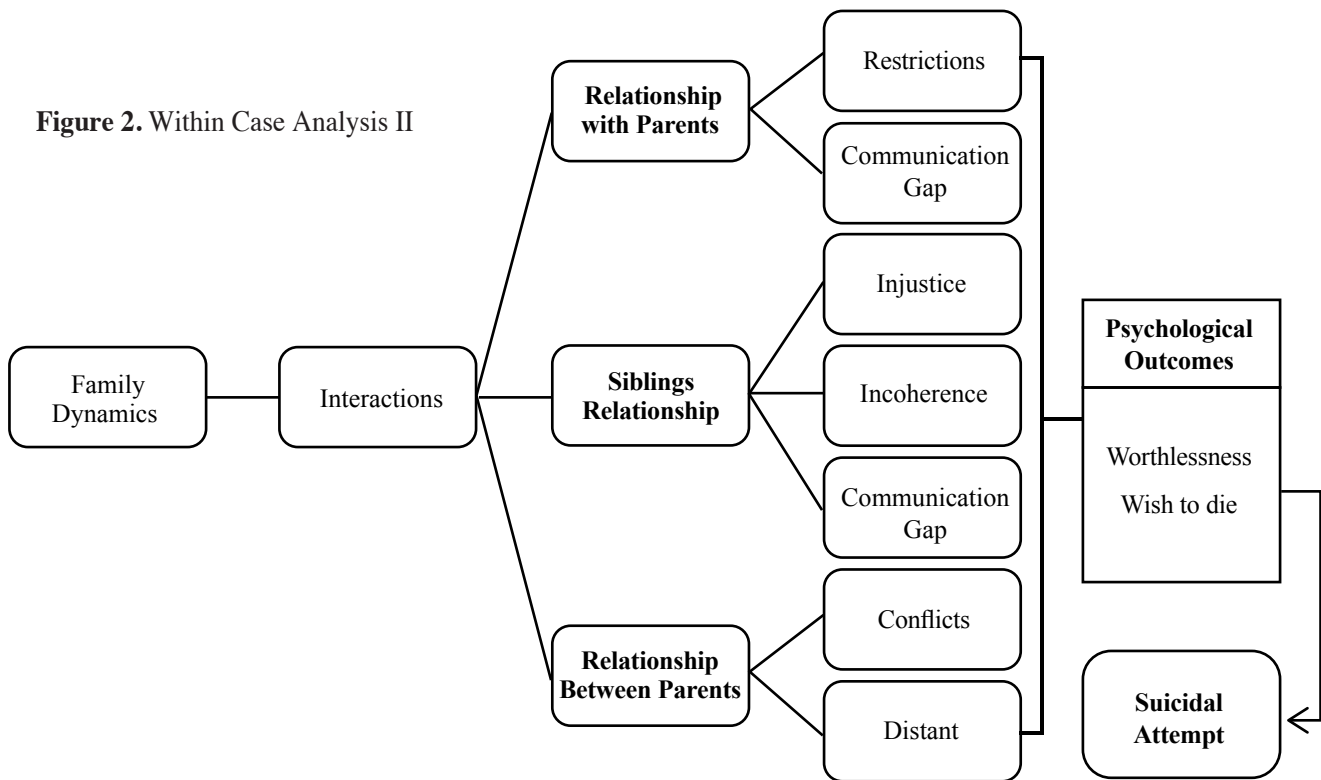 Figure 2. Within Case Analysis II
Family
Dynamics
Interactions
Relationship
with Parents
Restrictions
Communication
Gap
Siblings
Relationship
Injustice
Incoherence
Communication
Gap
Relationship
Between Parents
Conflicts
Distant
Psychological
Outcomes
Worthlessness
Wish to die
Suicidal
Attempt